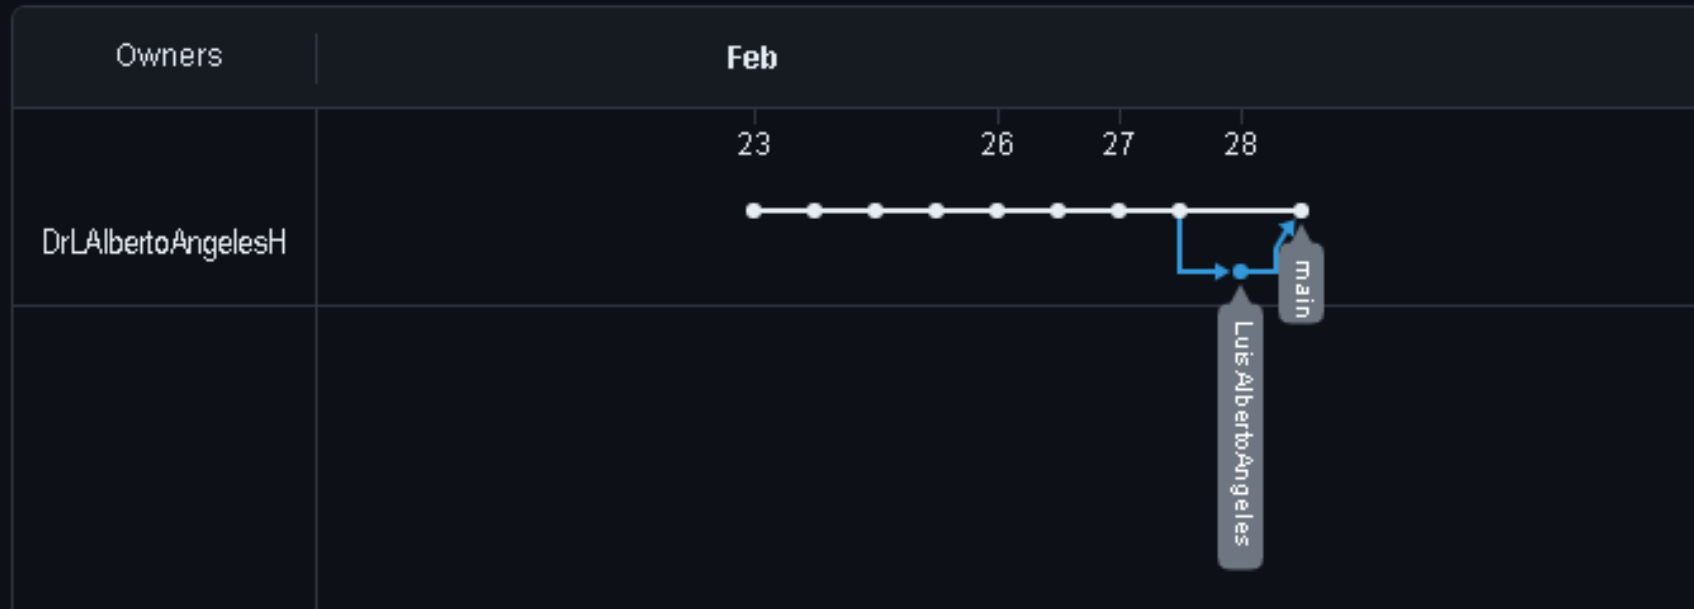 Owners
Feb
23 26 27 28
DrLAlbertoAngelesH
main
LuisAlbertoAngeles